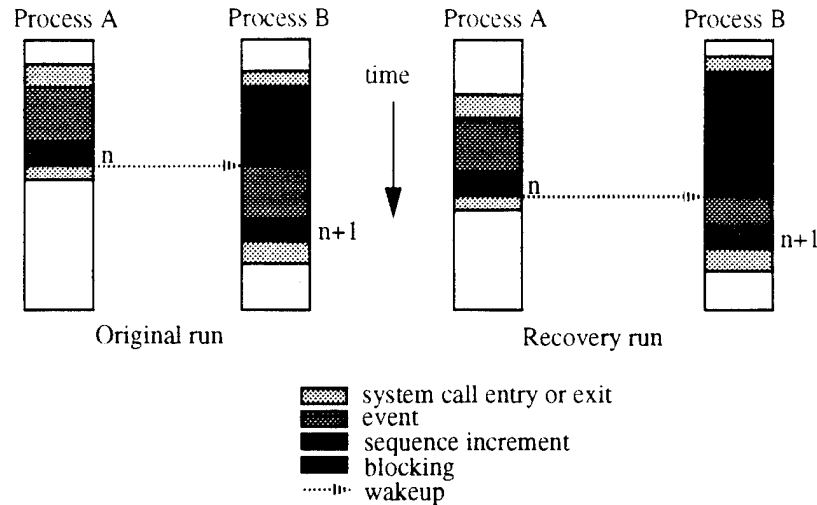 Process A
Process B
Process A
Process B
time
n
n
n+1
n+1
Original run
Recovery run
system call entry or exit
event
sequence increment
blocking
wakeup